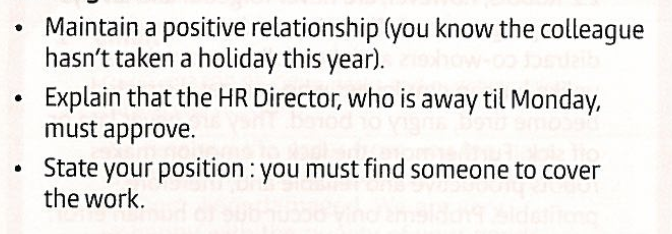 • Maintain a positive relationship (you know the colleague
hasn't taken a holiday this year).
• Explain that the HR Director, who is away til Monday,
must approve.
• State your position : you must find someone to cover
the work.